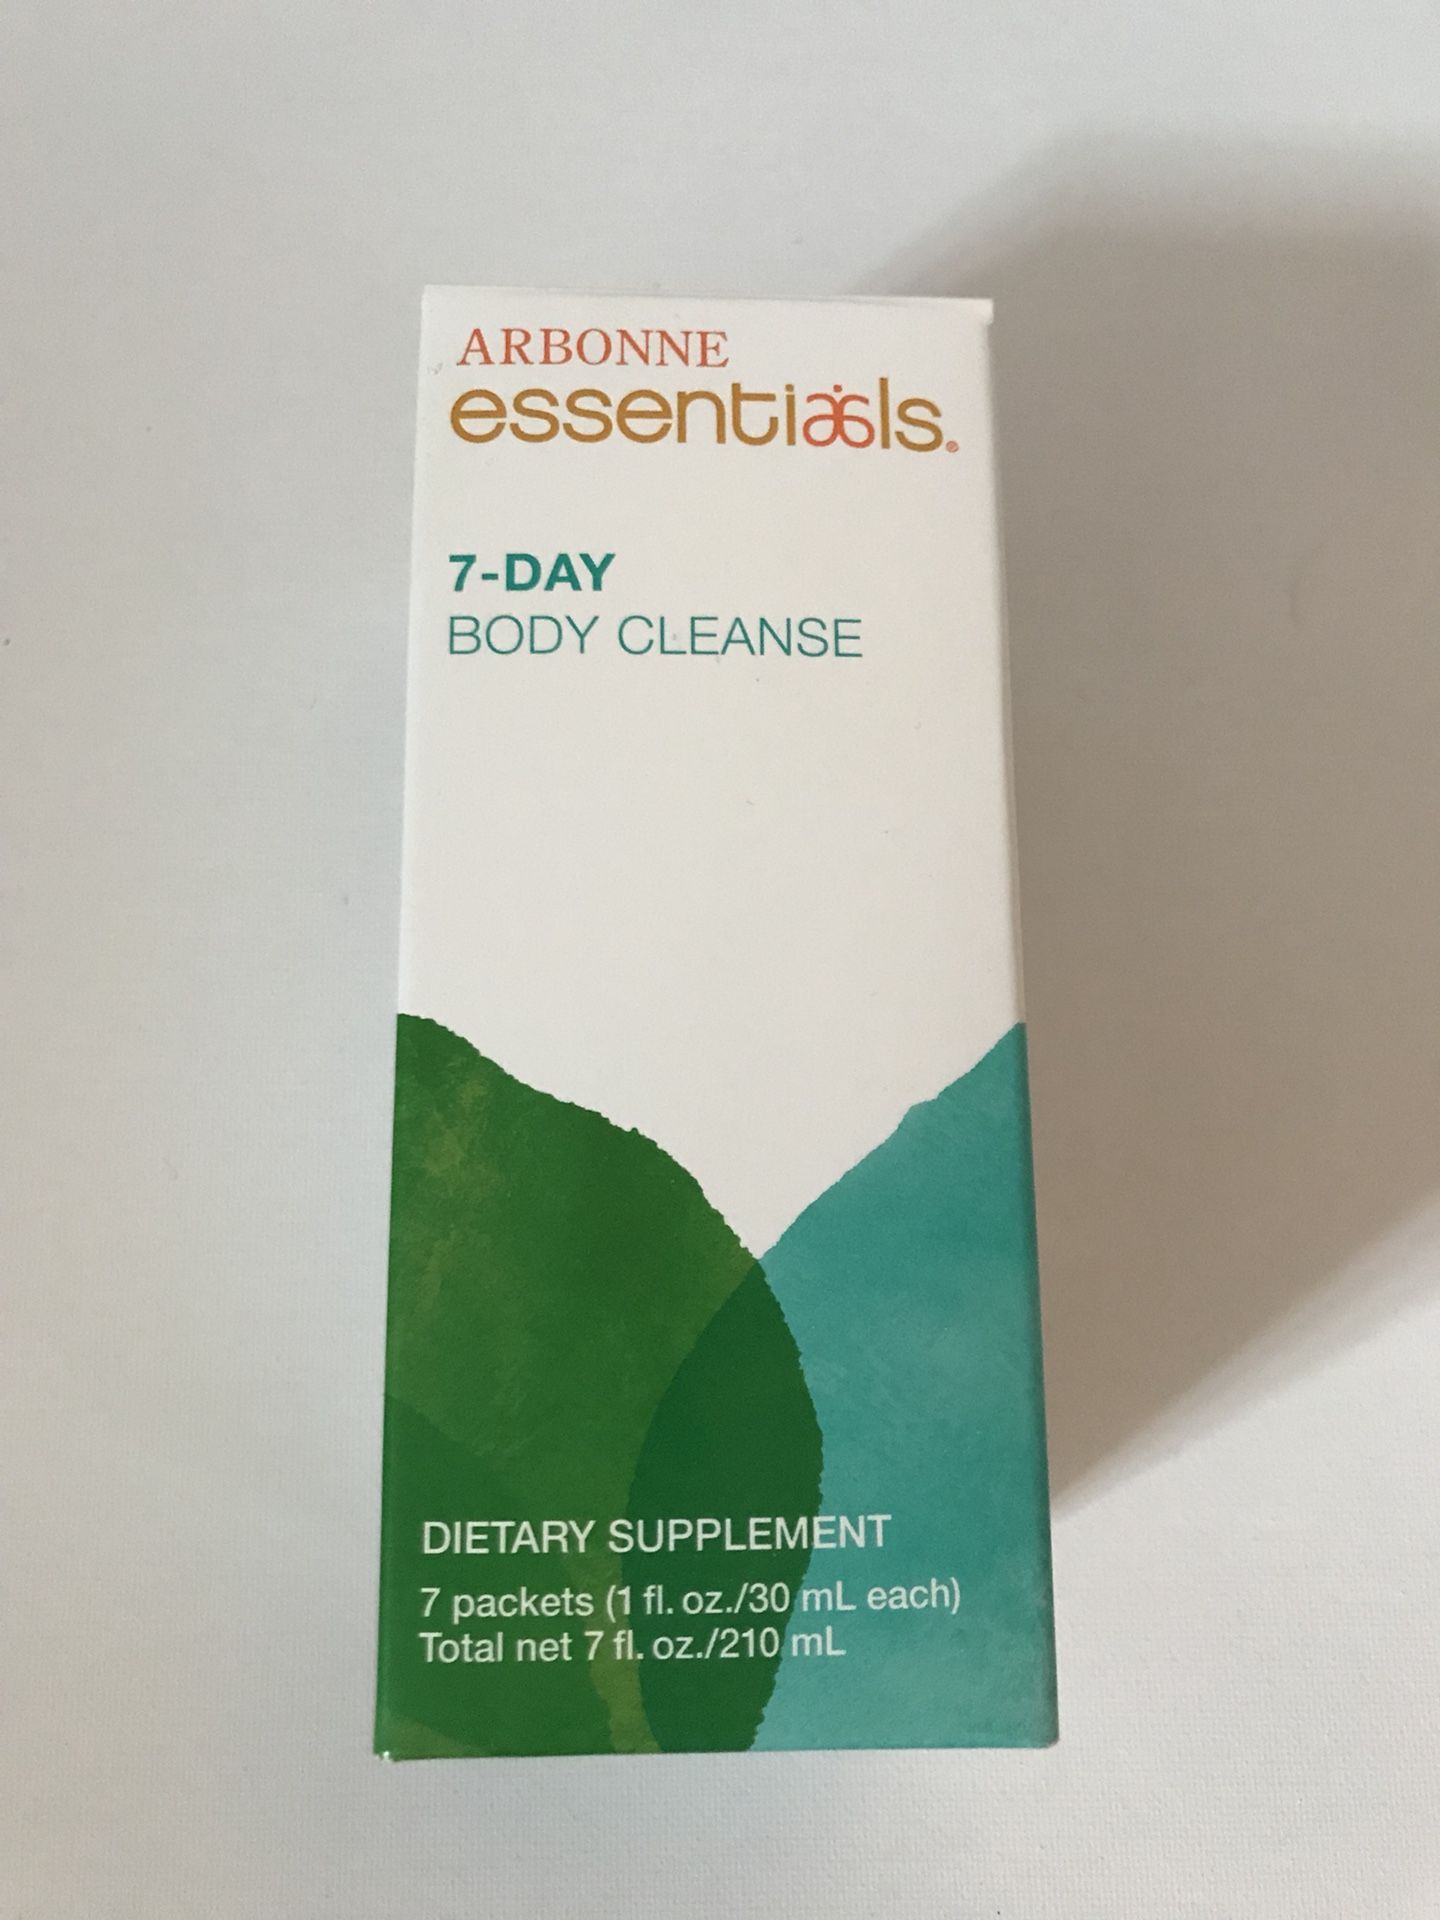 ARBONNE
essentials®
7-DAY
BODY CLEANSE
DIETARY SUPPLEMENT
7 packets (1 fl. oz./30 mL each)
Total net 7 fl. oz./210 mL